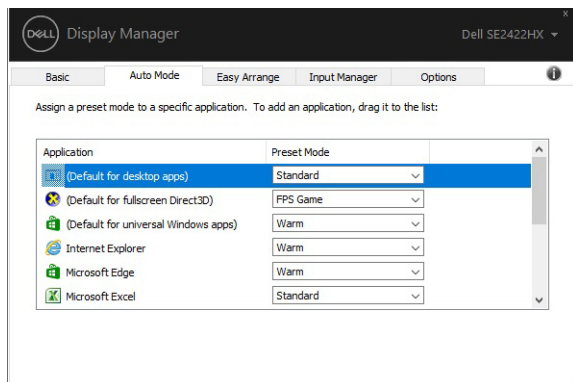 DELL Display Manager
x
Dell SE2422HX
Basic Auto Mode Easy Arrange Input Manager Options
Assign a preset mode to a specific application. To add an application, drag it to the list:
Application Preset Mode
(Default for desktop apps) Standard
(Default for fullscreen Direct3D) FPS Game
(Default for universal Windows apps) Warm
Internet Explorer Warm
Microsoft Edge Warm
Microsoft Excel Standard